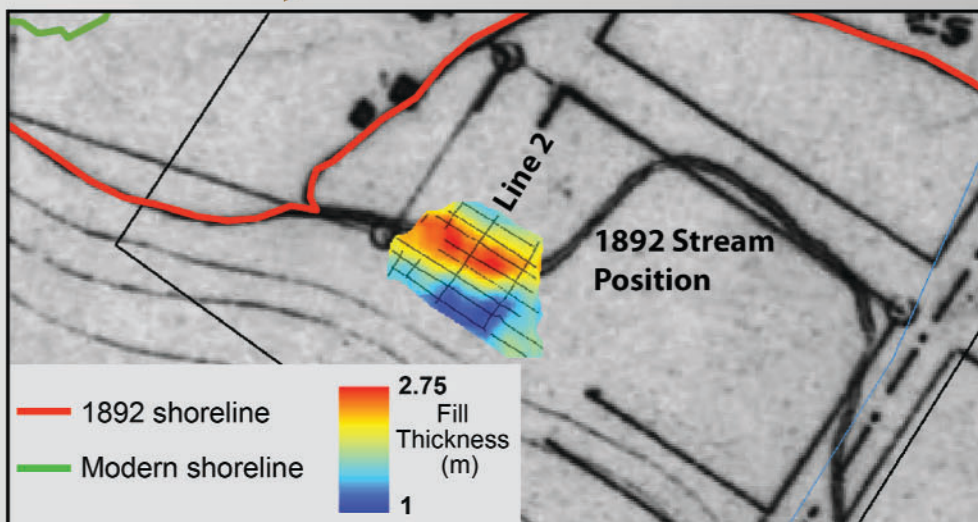 Line 2
1892 Stream
Position
1892 shoreline
Modern shoreline
2.75
Fill
Thickness
(m)
1